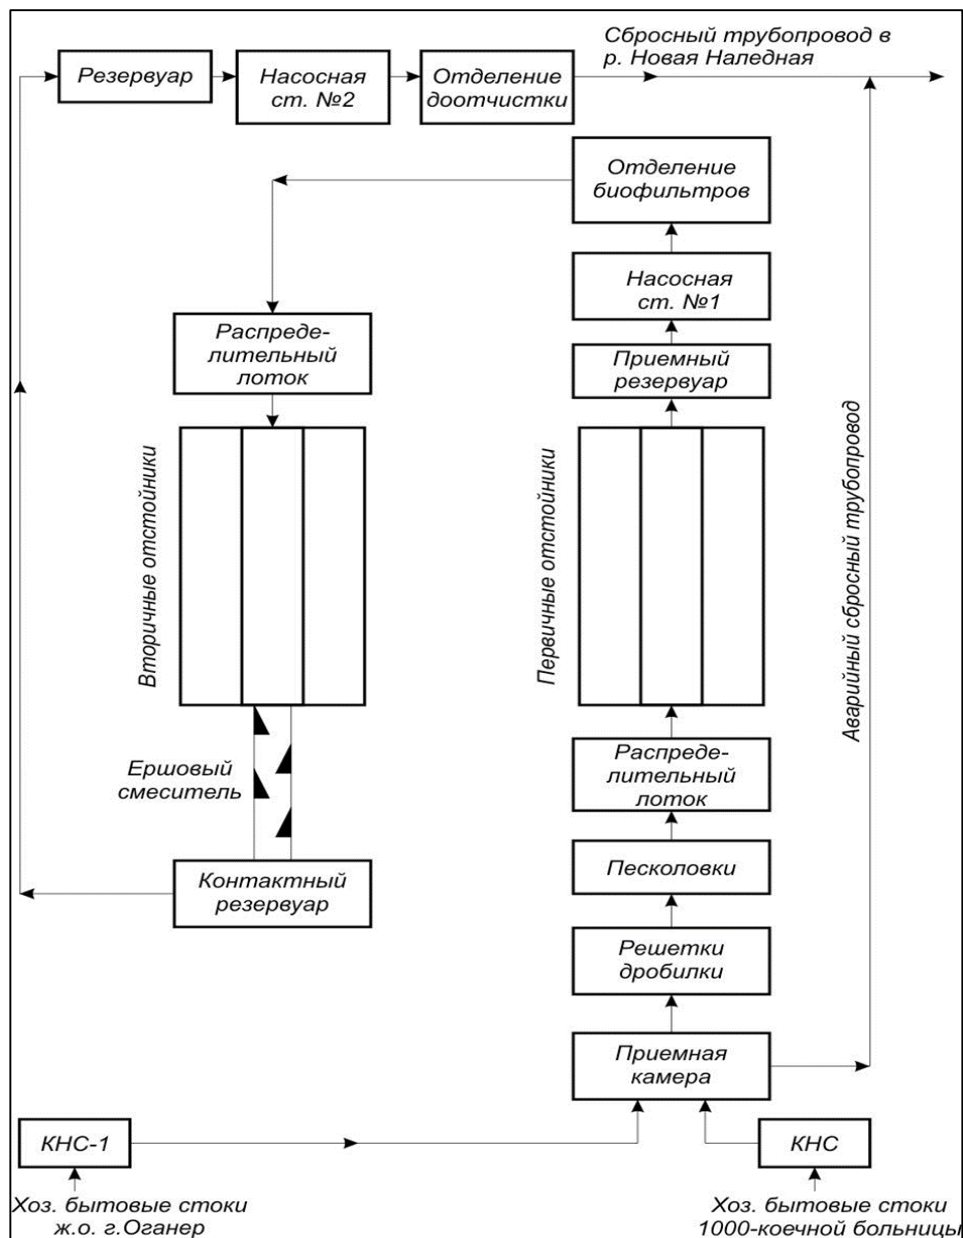 Сбросный трубопровод в
р. Новая Наледная
Резервуар
Насосная
ст. №2
Отделение
доотчистки
Отделение
биофильтров
Насосная
ст. №1
Распреде-
лительный
лоток
Приемный
резервуар
Вторичные отстойники
Первичные отстойники
Аварийный сбросный трубопровод
Ершовый
смеситель
Распреде-
лительный
лоток
Контактный
резервуар
Песколовки
Решетки
дробилки
Приемная
камера
КНС-1
КНС
Хоз. бытовые стоки
ж.о. г.Оганер
Хоз. бытовые стоки
1000-коечной больницы